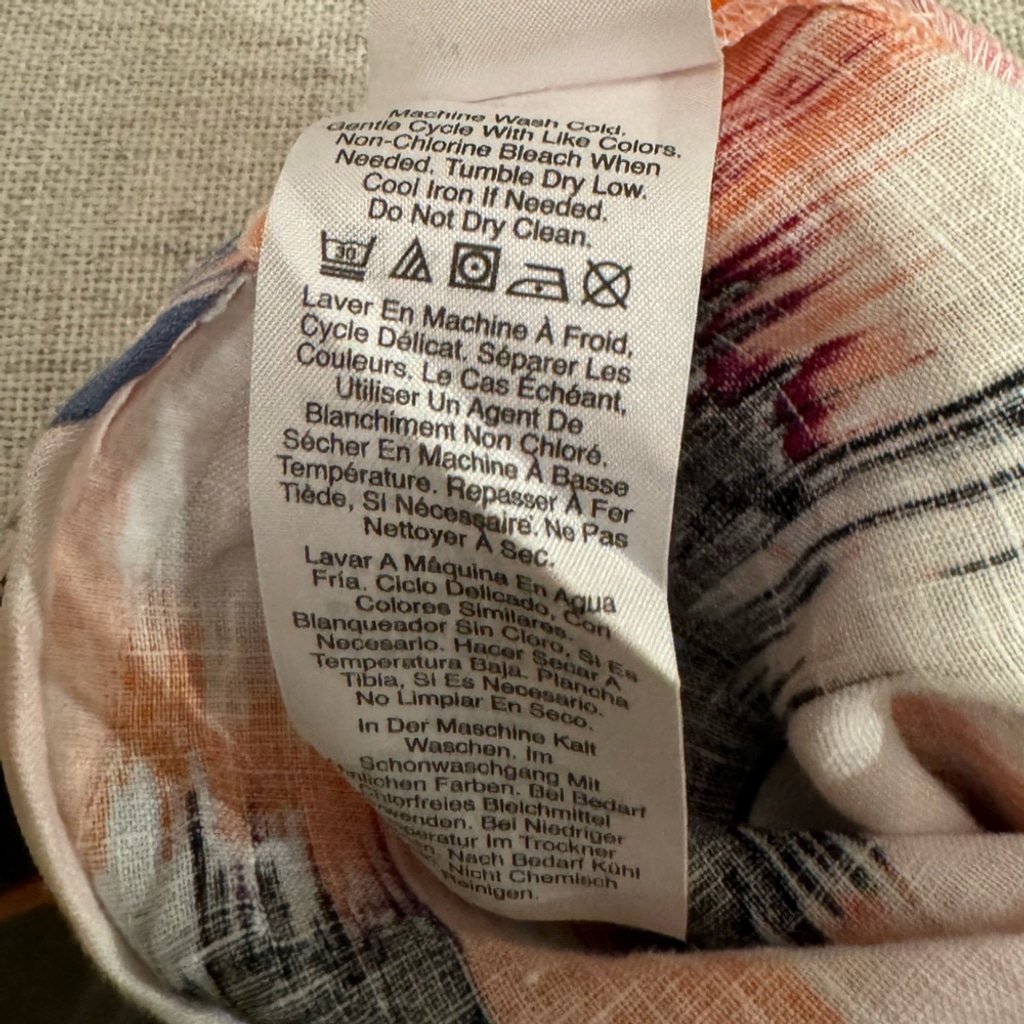 Machine Wash Cold.
Gentle Cycle With Like Colors.
Non-Chlorine Bleach When
Needed. Tumble Dry Low.
Cool Iron If Needed.
Do Not Dry Clean.
30
Laver En Machine À Froid,
Cycle Délicat. Séparer Les
Couleurs. Le Cas Échéant,
Utiliser Un Agent De
Blanchiment Non Chloré.
Sécher En Machine À Basse
Température. Repasser À Fer
Tiède, Si Nécessaire. Ne Pas
Nettoyer À Sec.
Lavar A Máquina En Agua
Fría. Ciclo Delicado, Con
Colores Similares.
Blanqueador Sin Cloro, Si Es
Necesario. Hacer Secar A
Temperatura Baja. Plancha
Tibia, Si Es Necesario.
No Limpiar En Seco.
In Der Maschine Kalt
Waschen. Im
Schonwaschgang Mit
Farben. Bei Bedarf
Bleichmittel
Bei Niedriger
Im Trockner
Nach Bedarf Kühl
Nicht Chemisch
Reinigen.